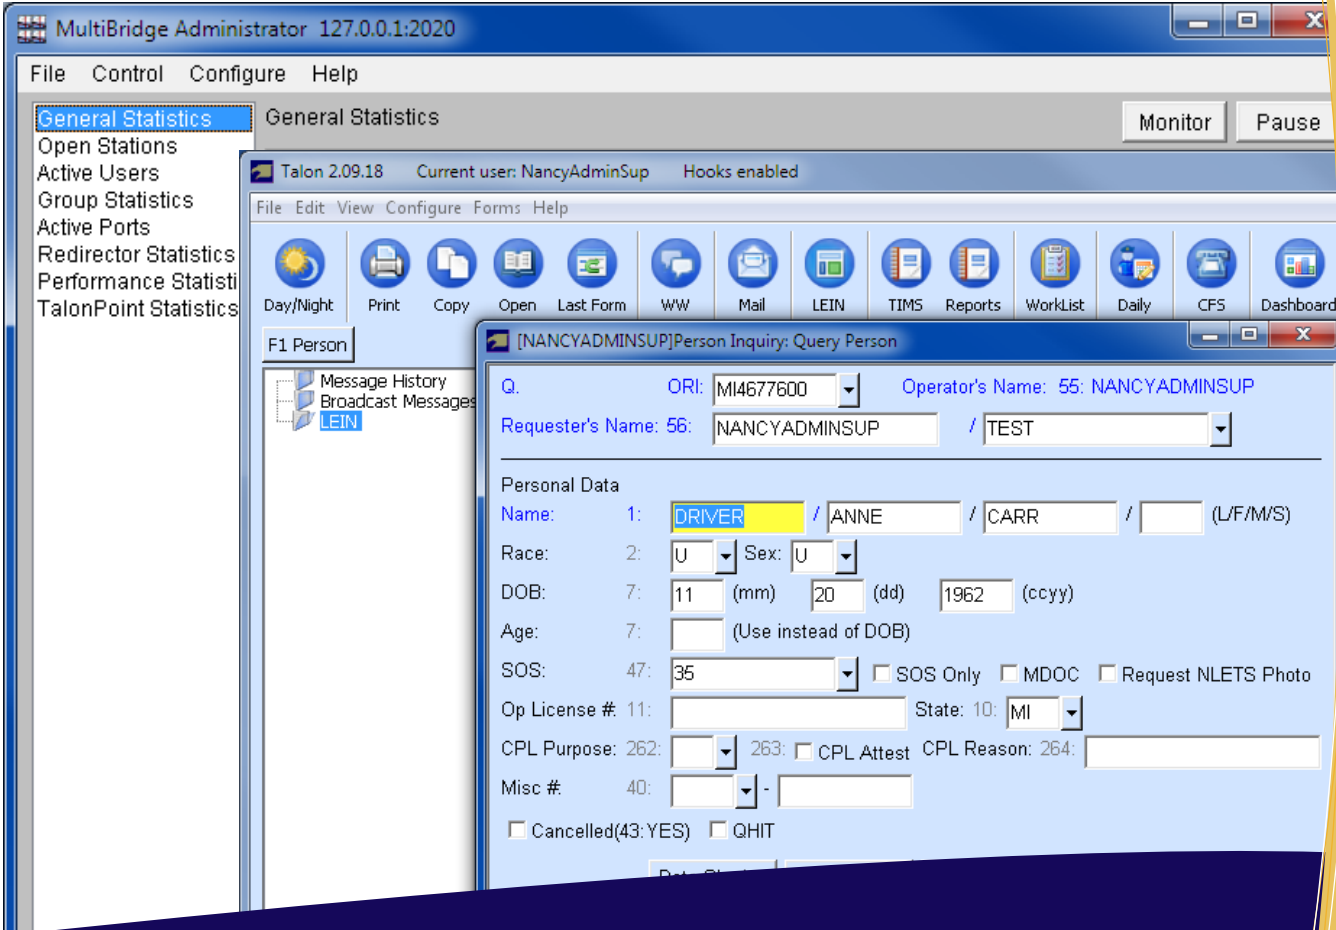 MultiBridge Administrator 127.0.0.1:2020
File Control Configure Help
General Statistics
Open Stations
Active Users
Group Statistics
Active Ports
Redirector Statistics
Performance Statisti
TalonPoint Statistics
General Statistics
Monitor Pause
Talon 2.09.18 Current user: NancyAdminSup Hooks enabled
File Edit View Configure Forms Help
Day/Night Print Copy Open Last Form WW Mail LEIN TIMS Reports WorkList Daily CFS Dashboard
F1 Person
Message History
Broadcast Messages
LEIN
[NANCYADMINSUP]Person Inquiry: Query Person
Q. ORI: MI4677600 Operator's Name: 55: NANCYADMINSUP
Requester's Name: 56: NANCYADMINSUP / TEST
Personal Data
Name: 1: DRIVER / ANNE / CARR / (L/F/M/S)
Race: 2: U Sex: U
DOB: 7: 11 (mm) 20 (dd) 1962 (ccyy)
Age: 7: (Use instead of DOB)
SOS: 47: 35 SOS Only MDOC Request NLETS Photo
Op License #: 11: State: 10: MI
CPL Purpose: 262: 263: CPL Attest CPL Reason: 264:
Misc #: 40: -
Cancelled(43:YES) QHIT